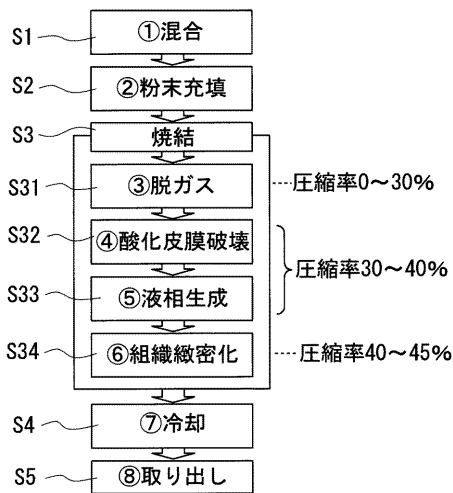 S1 ①混合
S2 ②粉末充填
S3 焼結
S31 ③脱ガス 圧縮率0～30%
S32 ④酸化皮膜破壊
圧縮率30～40%
S33 ⑤液相生成
S34 ⑥組織緻密化 圧縮率40～45%
S4 ⑦冷却
S5 ⑧取り出し